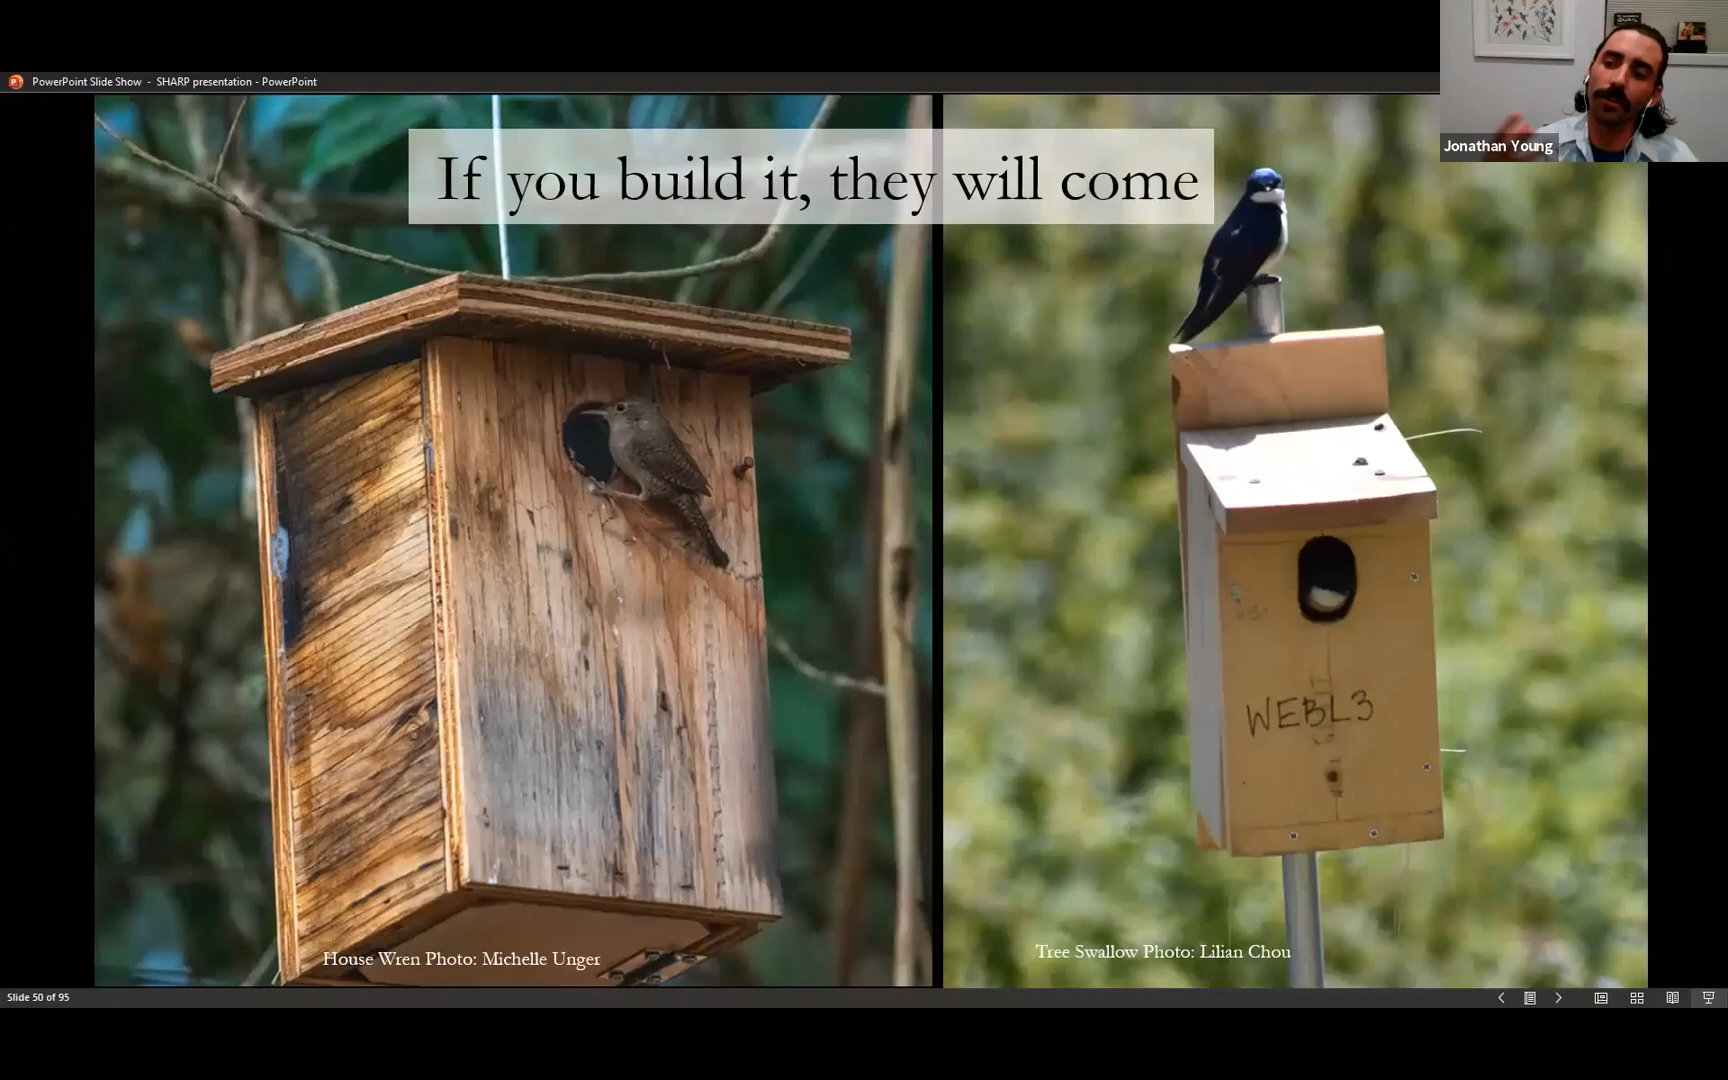 PowerPoint Slide Show - SHARP presentation - PowerPoint
QUAIL
Jonathan Young
If you build it, they will come
WEBL3
House Wren Photo: Michelle Unger
Tree Swallow Photo: Lilian Chou
Slide 50 of 95